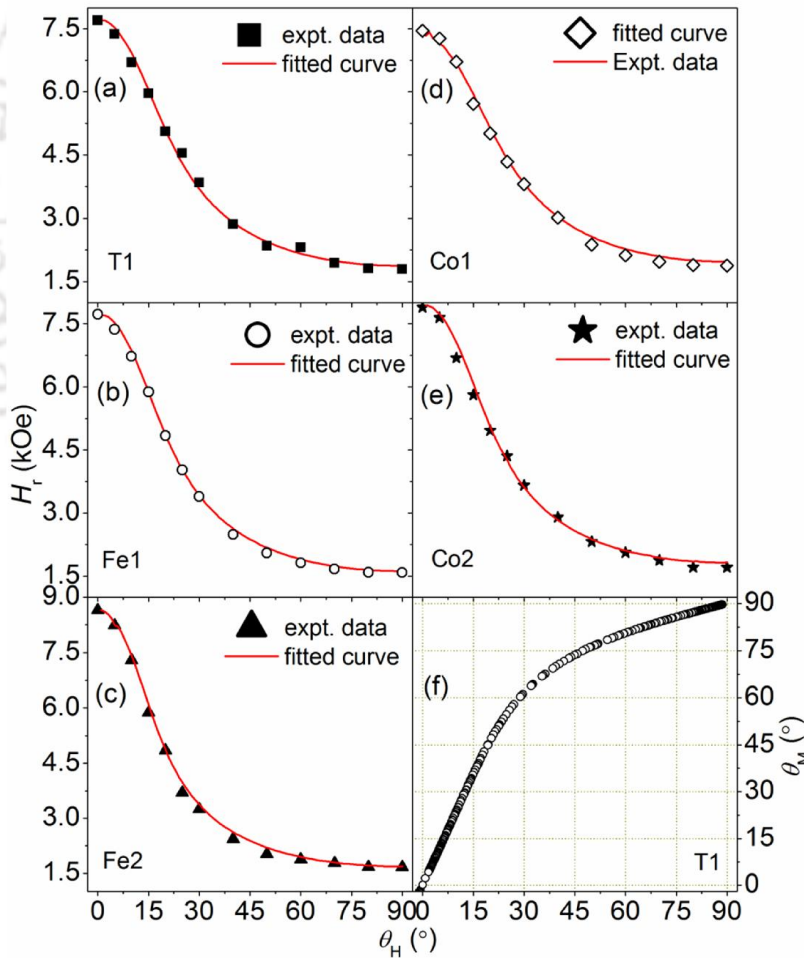 7.5
6.0
4.5
3.0
1.5
expt. data
fitted curve
(a)
T1
fitted curve
Expt. data
(d)
Co1
7.5
6.0
4.5
3.0
1.5
H_r (kOe)
expt. data
fitted curve
(b)
Fe1
expt. data
fitted curve
(e)
Co2
9.0
7.5
6.0
4.5
3.0
1.5
expt. data
fitted curve
(c)
Fe2
(f)
T1
90
75
60
45
30
15
0
θ_M (°)
0 15 30 45 60 75 90 0 15 30 45 60 75 90
θ_H (°)